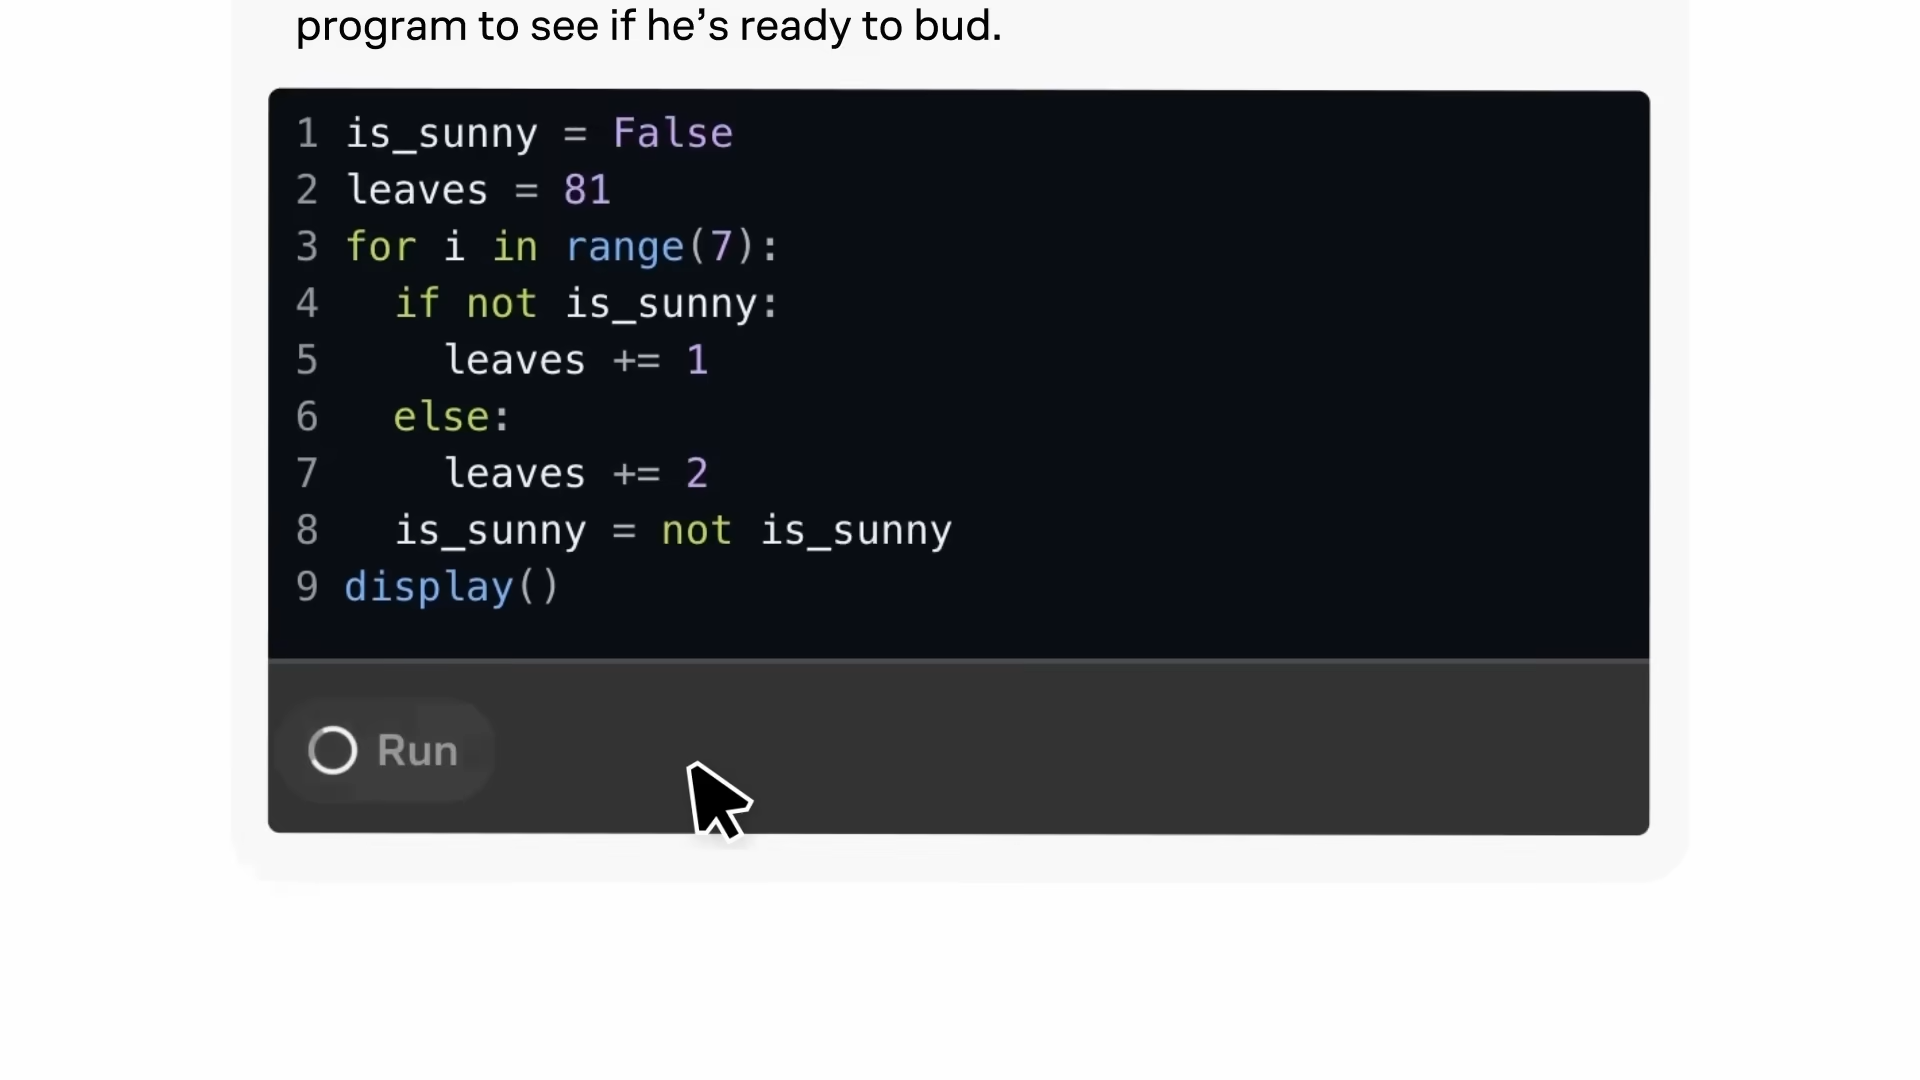 program to see if he’s ready to bud.
1 is_sunny = False
2 leaves = 81
3 for i in range(7):
4   if not is_sunny:
5     leaves += 1
6   else:
7     leaves += 2
8   is_sunny = not is_sunny
9 display()
Run